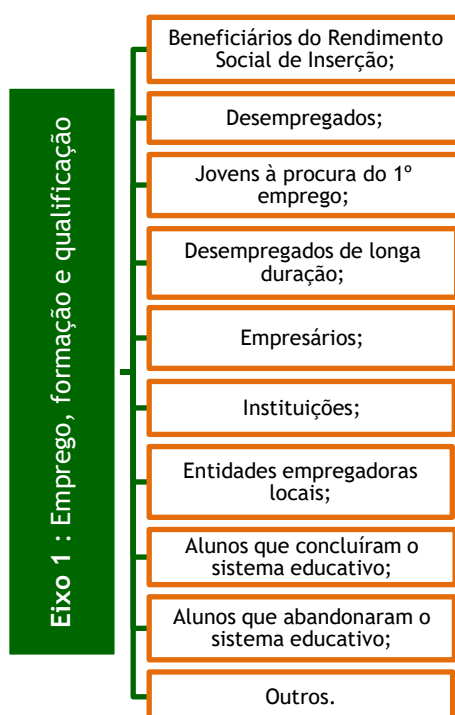 Eixo 1 : Emprego, formação e qualificação
Beneficiários do Rendimento
Social de Inserção;
Desempregados;
Jovens à procura do 1º
emprego;
Desempregados de longa
duração;
Empresários;
Instituições;
Entidades empregadoras
locais;
Alunos que concluíram o
sistema educativo;
Alunos que abandonaram o
sistema educativo;
Outros.